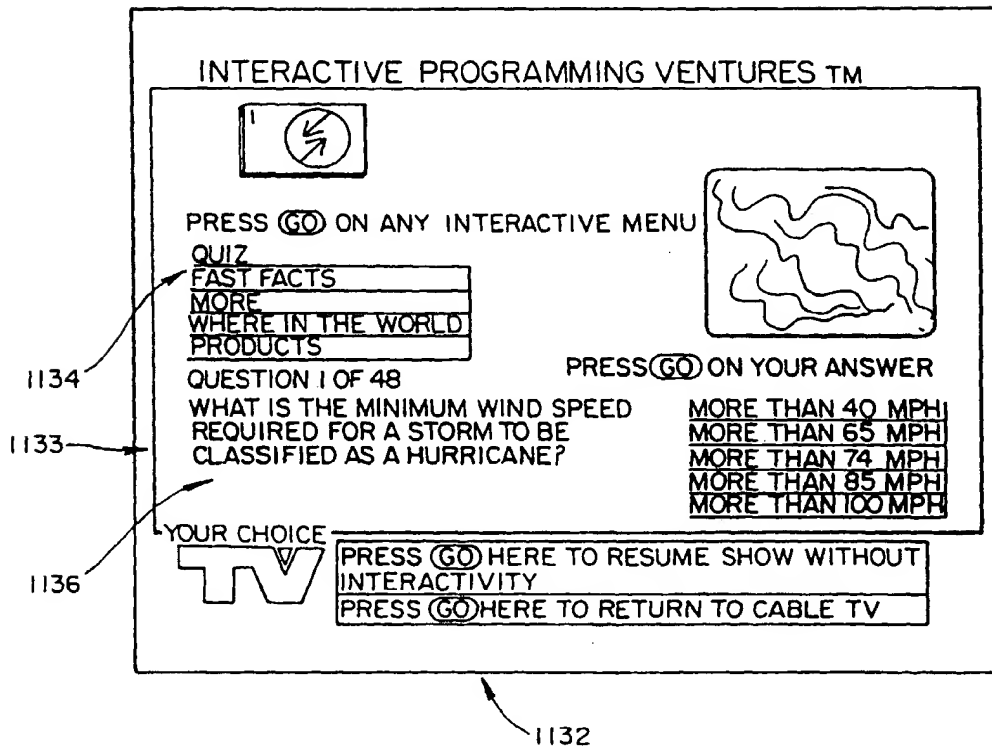 INTERACTIVE PROGRAMMING VENTURES TM
1
PRESS GO ON ANY INTERACTIVE MENU
QUIZ
FAST FACTS
MORE
WHERE IN THE WORLD
PRODUCTS
QUESTION 1 OF 48
WHAT IS THE MINIMUM WIND SPEED
REQUIRED FOR A STORM TO BE
CLASSIFIED AS A HURRICANE?
PRESS GO ON YOUR ANSWER
MORE THAN 40 MPH
MORE THAN 65 MPH
MORE THAN 74 MPH
MORE THAN 85 MPH
MORE THAN 100 MPH
YOUR CHOICE
TV
PRESS GO HERE TO RESUME SHOW WITHOUT
INTERACTIVITY
PRESS GO HERE TO RETURN TO CABLE TV
1134
1133
1136
1132